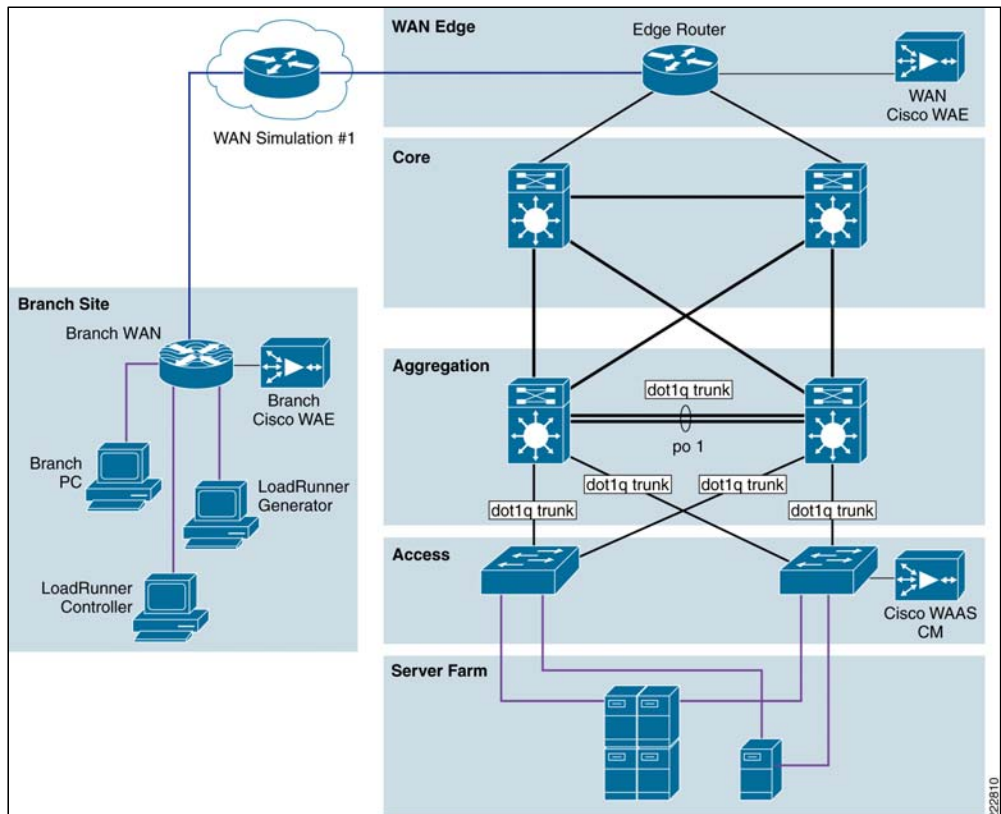 WAN Edge
Edge Router
WAN
Cisco WAE
WAN Simulation #1
Core
Branch Site
Branch WAN
Branch
Cisco WAE
Branch
PC
LoadRunner
Generator
LoadRunner
Controller
Aggregation
dot1q trunk
po 1
dot1q trunk
dot1q trunk
dot1q trunk
dot1q trunk
Access
Cisco WAAS
CM
Server Farm
222810